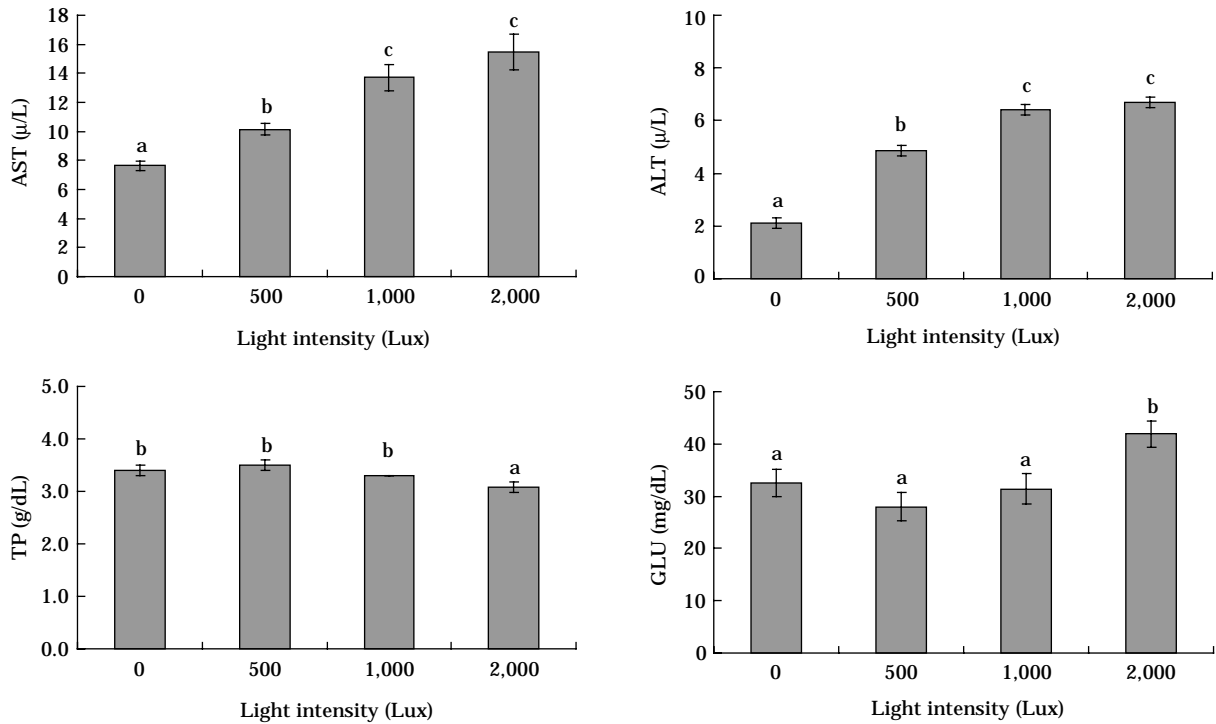 18
16
14
12
10
8
6
4
2
0
AST (μ/L)
a
b
c
c
0 500 1,000 2,000
Light intensity (Lux)
10
8
6
4
2
0
ALT (μ/L)
a
b
c
c
0 500 1,000 2,000
Light intensity (Lux)
5.0
4.0
3.0
2.0
1.0
0.0
TP (g/dL)
b
b
b
a
0 500 1,000 2,000
Light intensity (Lux)
50
40
30
20
10
0
GLU (mg/dL)
a
a
a
b
0 500 1,000 2,000
Light intensity (Lux)